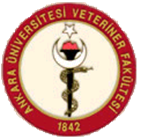 ANKARA ÜNİVERSİTESİ VETERİNER FAKÜLTESİ
1842